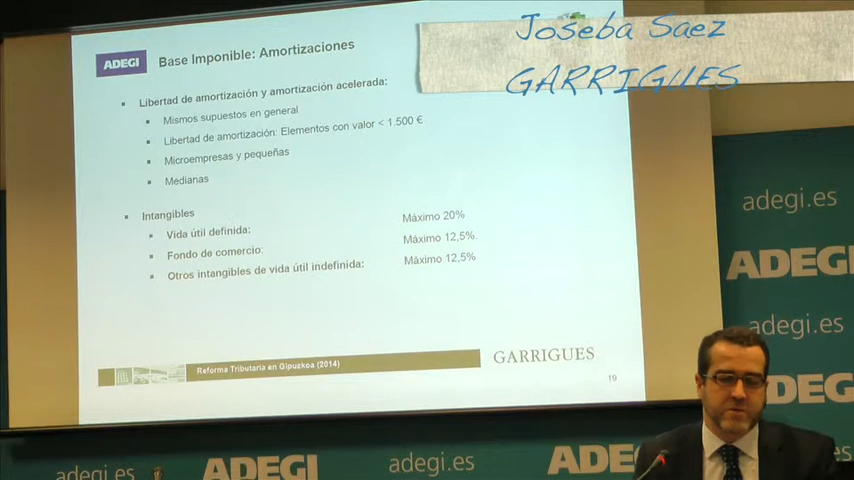 Joseba Saez
GARRIGUES
ADEGI
Base Imponible: Amortizaciones
Libertad de amortización y amortización acelerada:
Mismos supuestos en general
Libertad de amortización: Elementos con valor < 1.500 €
Microempresas y pequeñas
Medianas
Intangibles
Vida útil definida: Máximo 20%
Fondo de comercio: Máximo 12,5%.
Otros intangibles de vida útil indefinida: Máximo 12,5%
Reforma Tributaria en Gipuzkoa (2014)
GARRIGUES
19
adegi.es
ADEGI
adegi.es
ADEGI
adegi.es
ADEGI
adegi.es
ADEGI